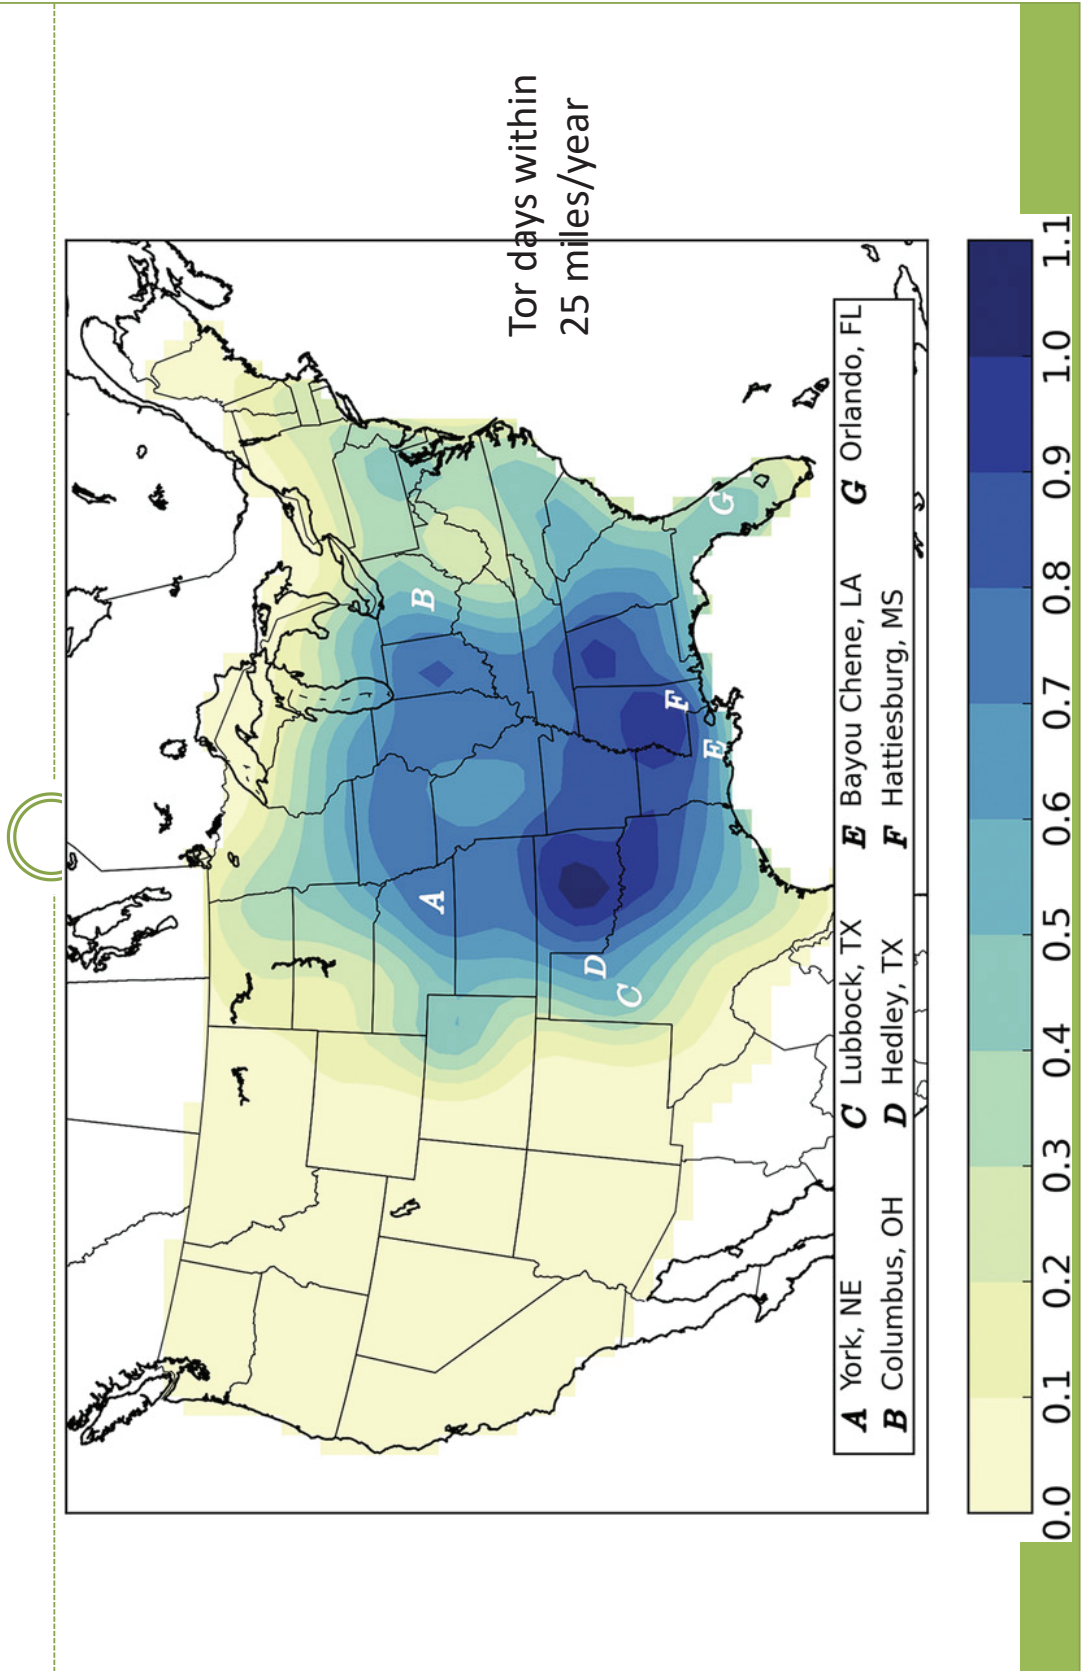 Tor days within
25 miles/year
A
B
C
D
E
F
G
A York, NE
C Lubbock, TX
E Bayou Chene, LA
G Orlando, FL
B Columbus, OH
D Hedley, TX
F Hattiesburg, MS
0.0 0.1 0.2 0.3 0.4 0.5 0.6 0.7 0.8 0.9 1.0 1.1